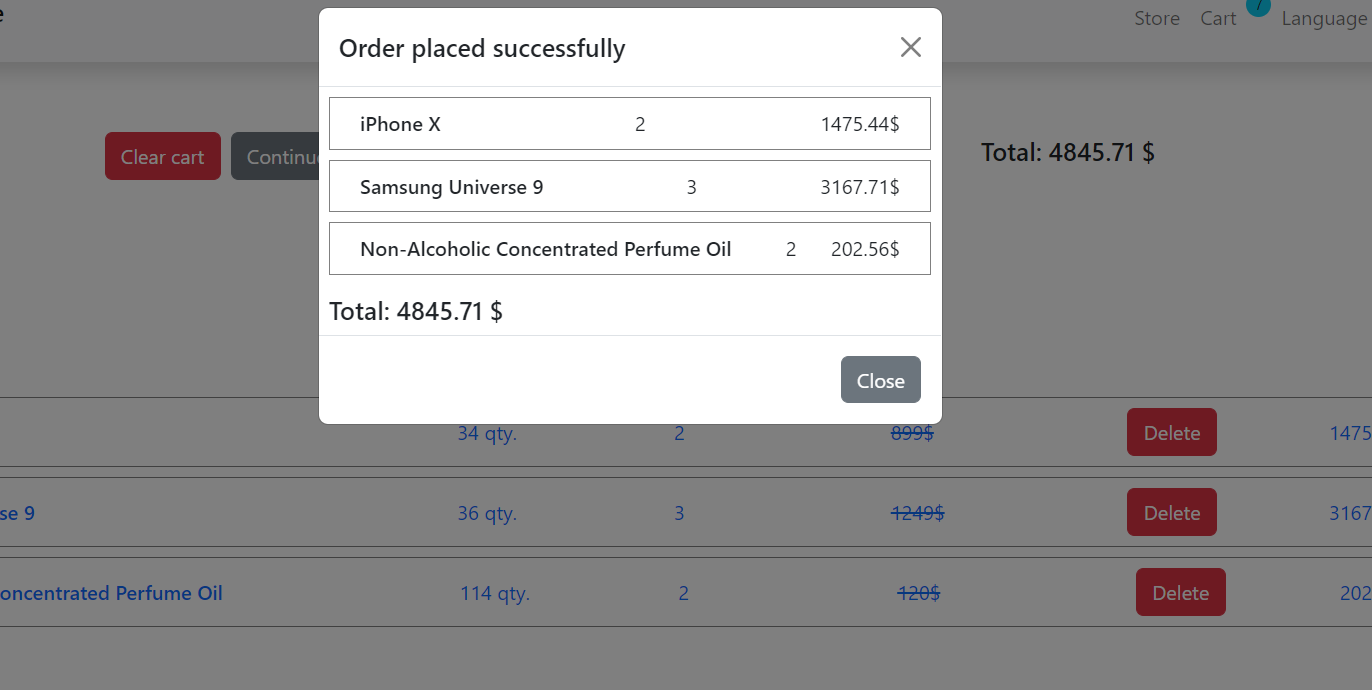 e
Store Cart 7 Language
Order placed successfully
iPhone X 2 1475.44$
Clear cart Continu
Total: 4845.71 $
Samsung Universe 9 3 3167.71$
Non-Alcoholic Concentrated Perfume Oil 2 202.56$
Total: 4845.71 $
Close
34 qty. 2 899$ Delete 1475
se 9 36 qty. 3 1249$ Delete 3167
oncentrated Perfume Oil 114 qty. 2 120$ Delete 202